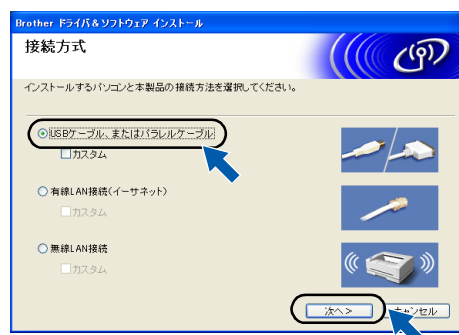 Brother ドライバ&ソフトウェア インストール
接続方式
インストールするパソコンと本製品の接続方法を選択してください。
USBケーブル、またはパラレルケーブル
カスタム
有線LAN接続(イーサネット)
カスタム
無線LAN接続
カスタム
次へ > キャンセル